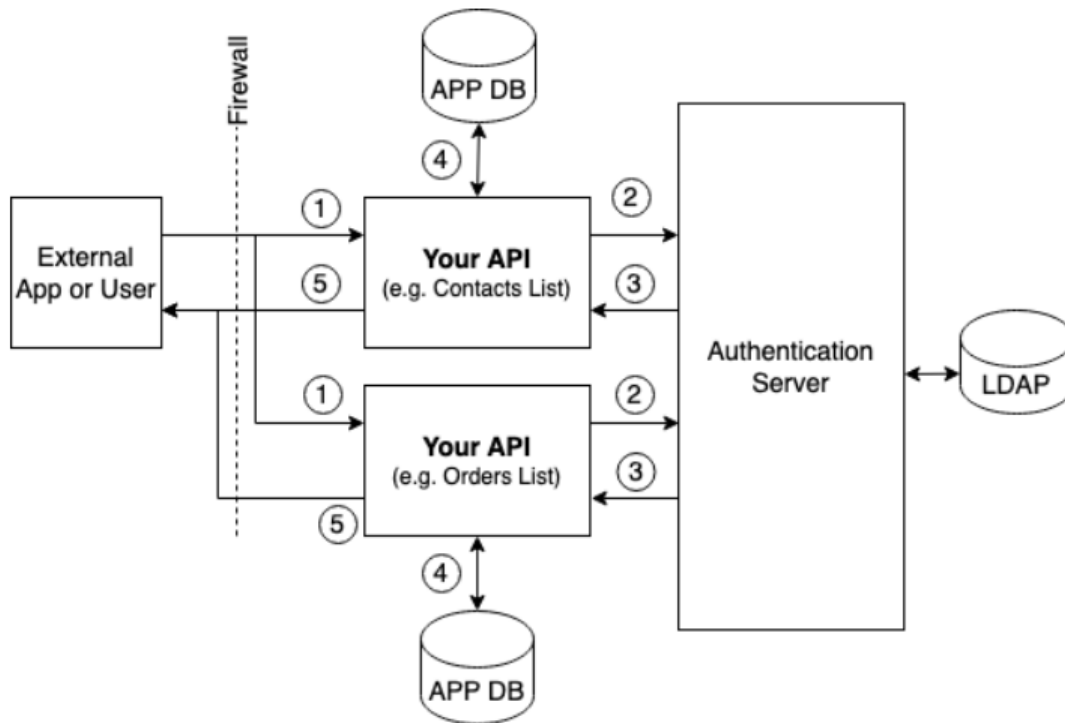 Firewall
APP DB
4
1
2
External
App or User
Your API
(e.g. Contacts List)
5
3
Authentication
Server
LDAP
1
2
Your API
(e.g. Orders List)
3
5
4
APP DB